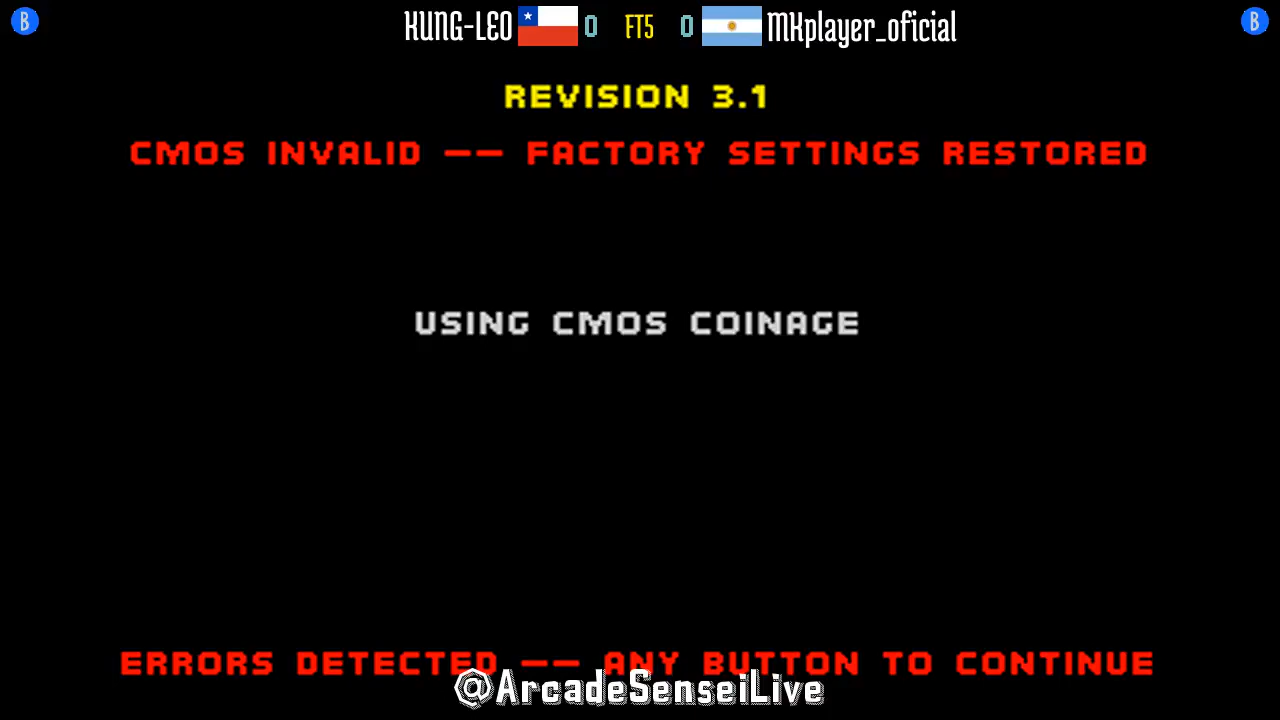 B KUNG-LEO 0 FT5 0 MKplayer_oficial B
REVISION 3.1
CMOS INVALID -- FACTORY SETTINGS RESTORED
USING CMOS COINAGE
ERRORS DETECTED -- ANY BUTTON TO CONTINUE
@ArcadeSenseiLive